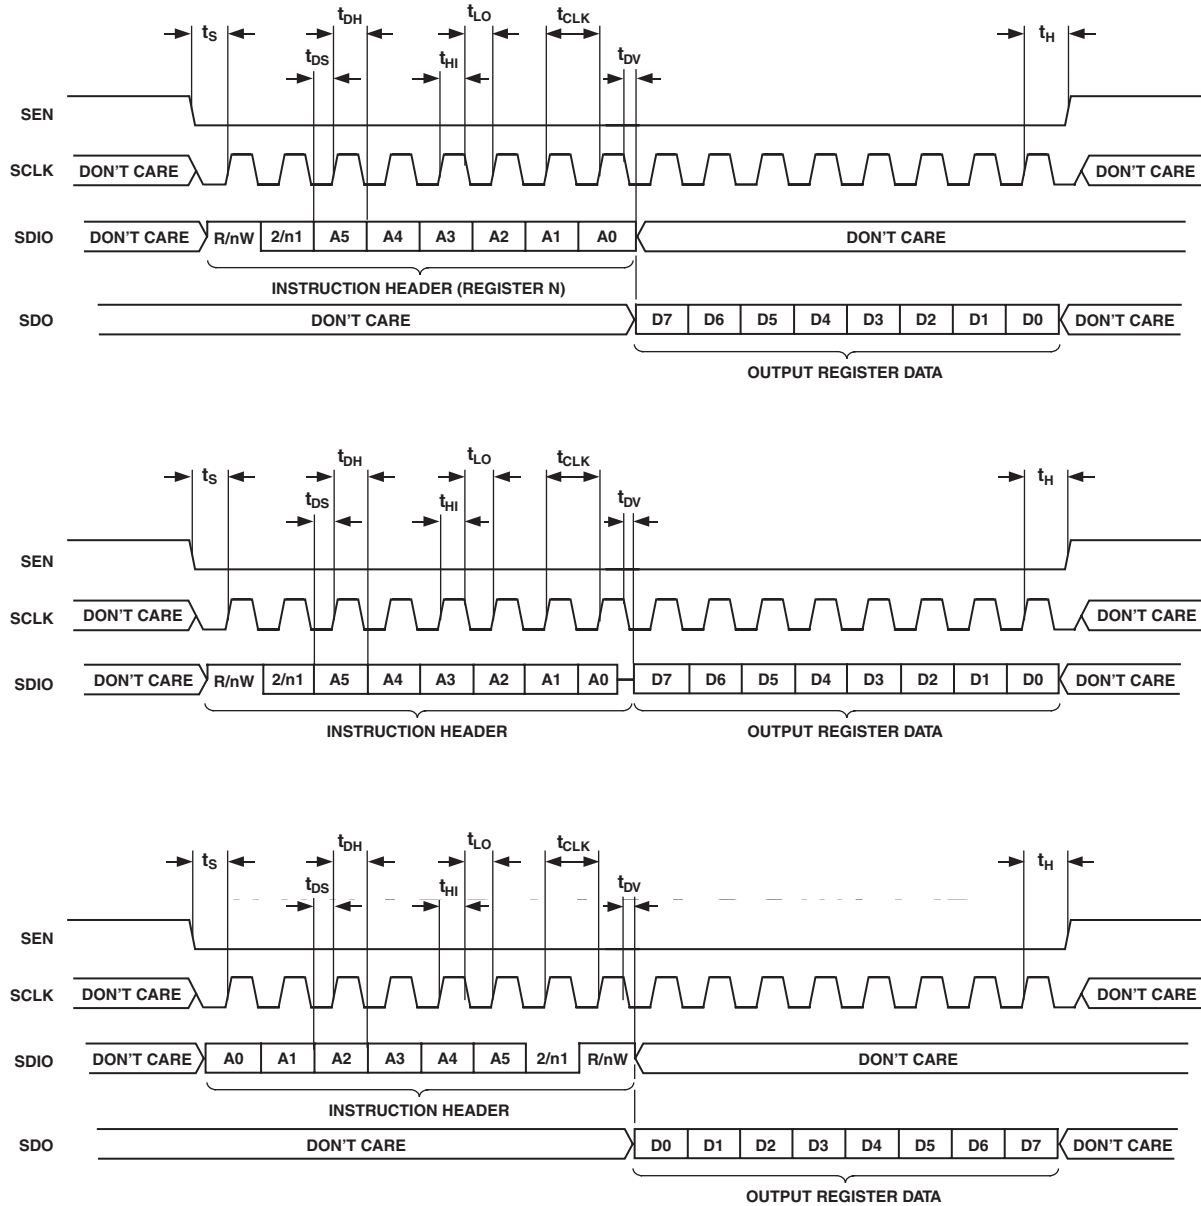 tS tDH tLO tCLK tH
tDS tHI tDV
SEN
SCLK DON'T CARE DON'T CARE
SDIO DON'T CARE R/nW 2/n1 A5 A4 A3 A2 A1 A0 DON'T CARE
INSTRUCTION HEADER (REGISTER N)
SDO DON'T CARE D7 D6 D5 D4 D3 D2 D1 D0 DON'T CARE
OUTPUT REGISTER DATA
tS tDH tLO tCLK tH
tDS tHI tDV
SEN
SCLK DON'T CARE DON'T CARE
SDIO DON'T CARE R/nW 2/n1 A5 A4 A3 A2 A1 A0 D7 D6 D5 D4 D3 D2 D1 D0 DON'T CARE
INSTRUCTION HEADER OUTPUT REGISTER DATA
tS tDH tLO tCLK tH
tDS tHI tDV
SEN
SCLK DON'T CARE DON'T CARE
SDIO DON'T CARE A0 A1 A2 A3 A4 A5 2/n1 R/nW DON'T CARE
INSTRUCTION HEADER
SDO DON'T CARE D0 D1 D2 D3 D4 D5 D6 D7 DON'T CARE
OUTPUT REGISTER DATA